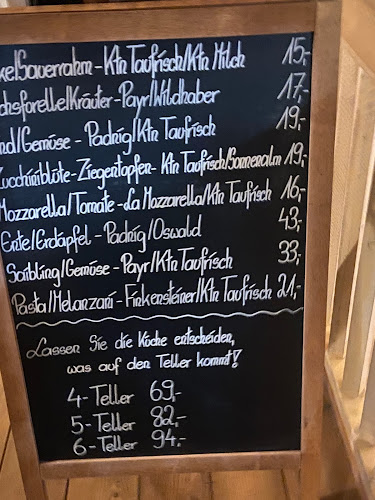 ke/Sauerrahm - Ktn Taufrisch/Ktn Milch 15,-
chsforelle/Kräuter - Payr/Wildhaber 17,-
nd/Gemüse - Padrig/Ktn Taufrisch 19,-
Zucchiniblüte - Ziegentopfen - Ktn Taufrisch/Sonnenalm 19,-
Mozzarella/Tomate - La Mozzarella/Ktn Taufrisch 16,-
Ente/Erdäpfel - Padrig/Oswald 43,-
Saibling/Gemüse - Payr/Ktn Taufrisch 33,-
Pasta/Melanzani - Finkensteiner/Ktn Taufrisch 21,-
Lassen Sie die Küche entscheiden,
was auf den Teller kommt!
4-Teller 69,-
5-Teller 82,-
6-Teller 94,-